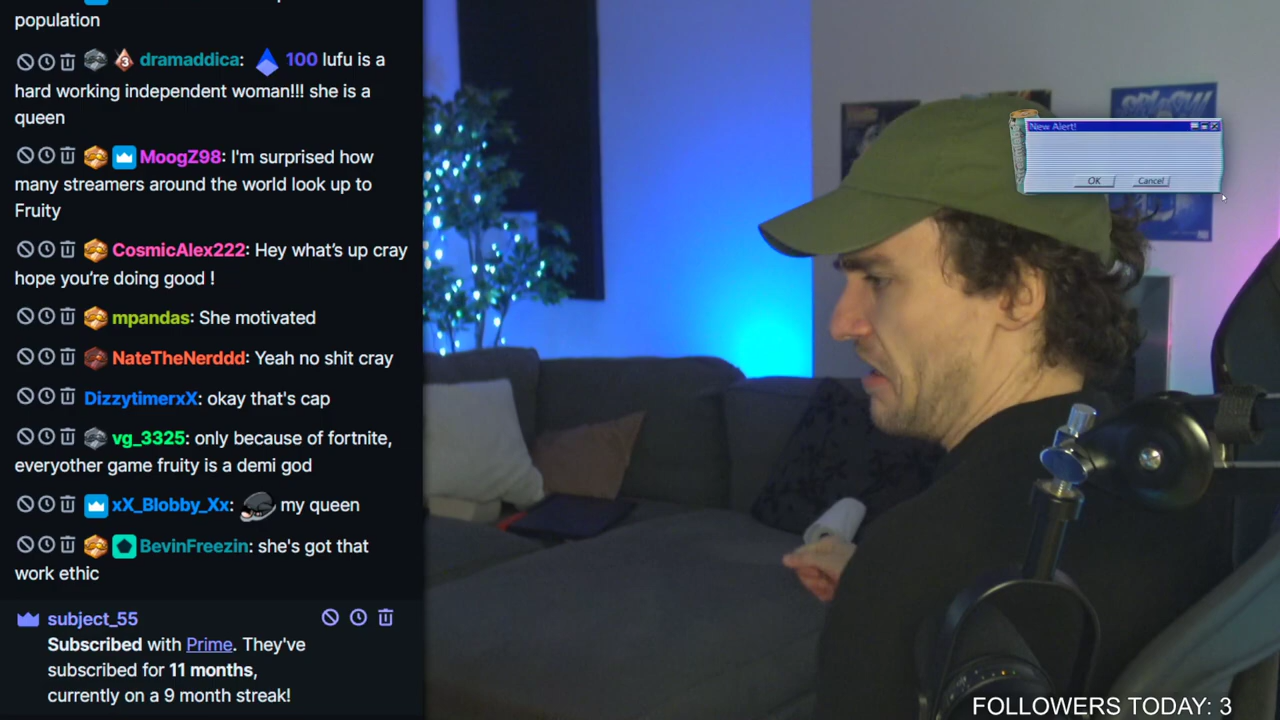 population
dramaddica: 100 lufu is a
hard working independent woman!!! she is a
queen
MoogZ98: I'm surprised how
many streamers around the world look up to
Fruity
CosmicAlex222: Hey what's up cray
hope you're doing good !
mpandas: She motivated
NateTheNerddd: Yeah no shit cray
DizzytimerxX: okay that's cap
vg_3325: only because of fortnite,
everyother game fruity is a demi god
xX_Blobby_Xx: my queen
BevinFreezin: she's got that
work ethic
subject_55
Subscribed with Prime. They've
subscribed for 11 months,
currently on a 9 month streak!
New Alert!
OK Cancel
FOLLOWERS TODAY: 3